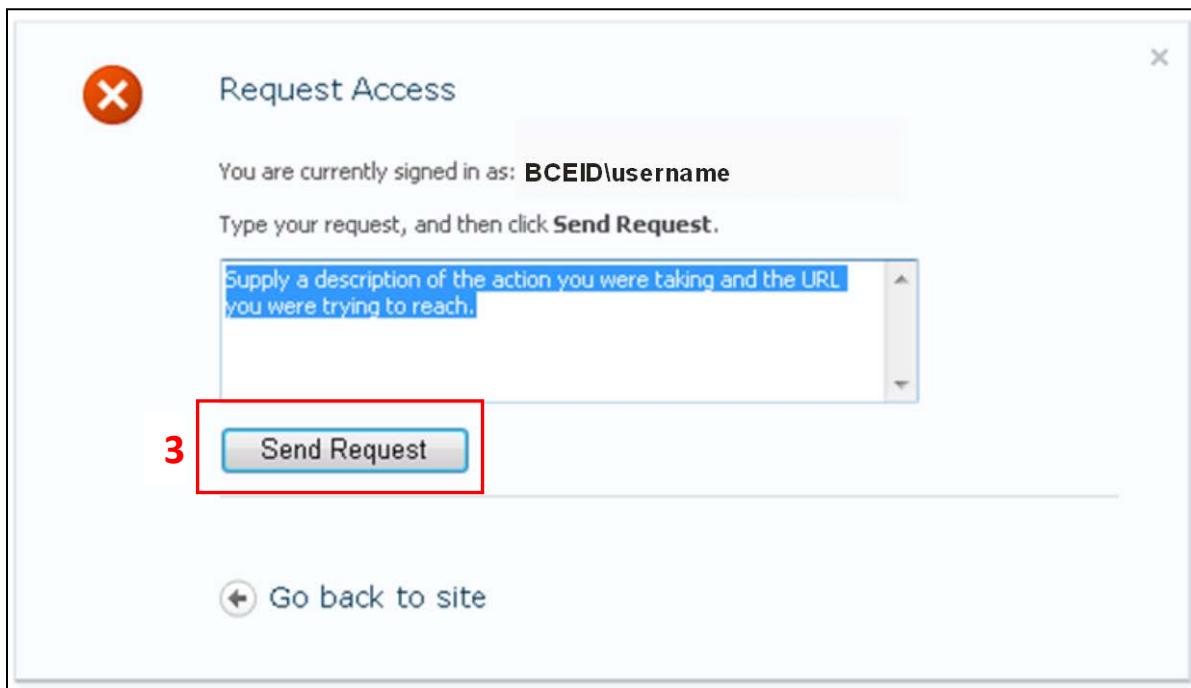 Request Access
You are currently signed in as: BCEID\username
Type your request, and then click Send Request.
Supply a description of the action you were taking and the URL
you were trying to reach.
3
Send Request
Go back to site